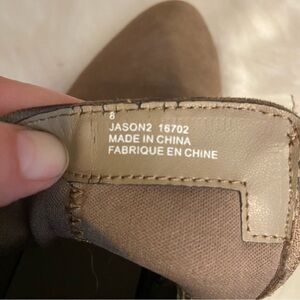 8
JASON2 16702
MADE IN CHINA
FABRIQUE EN CHINE